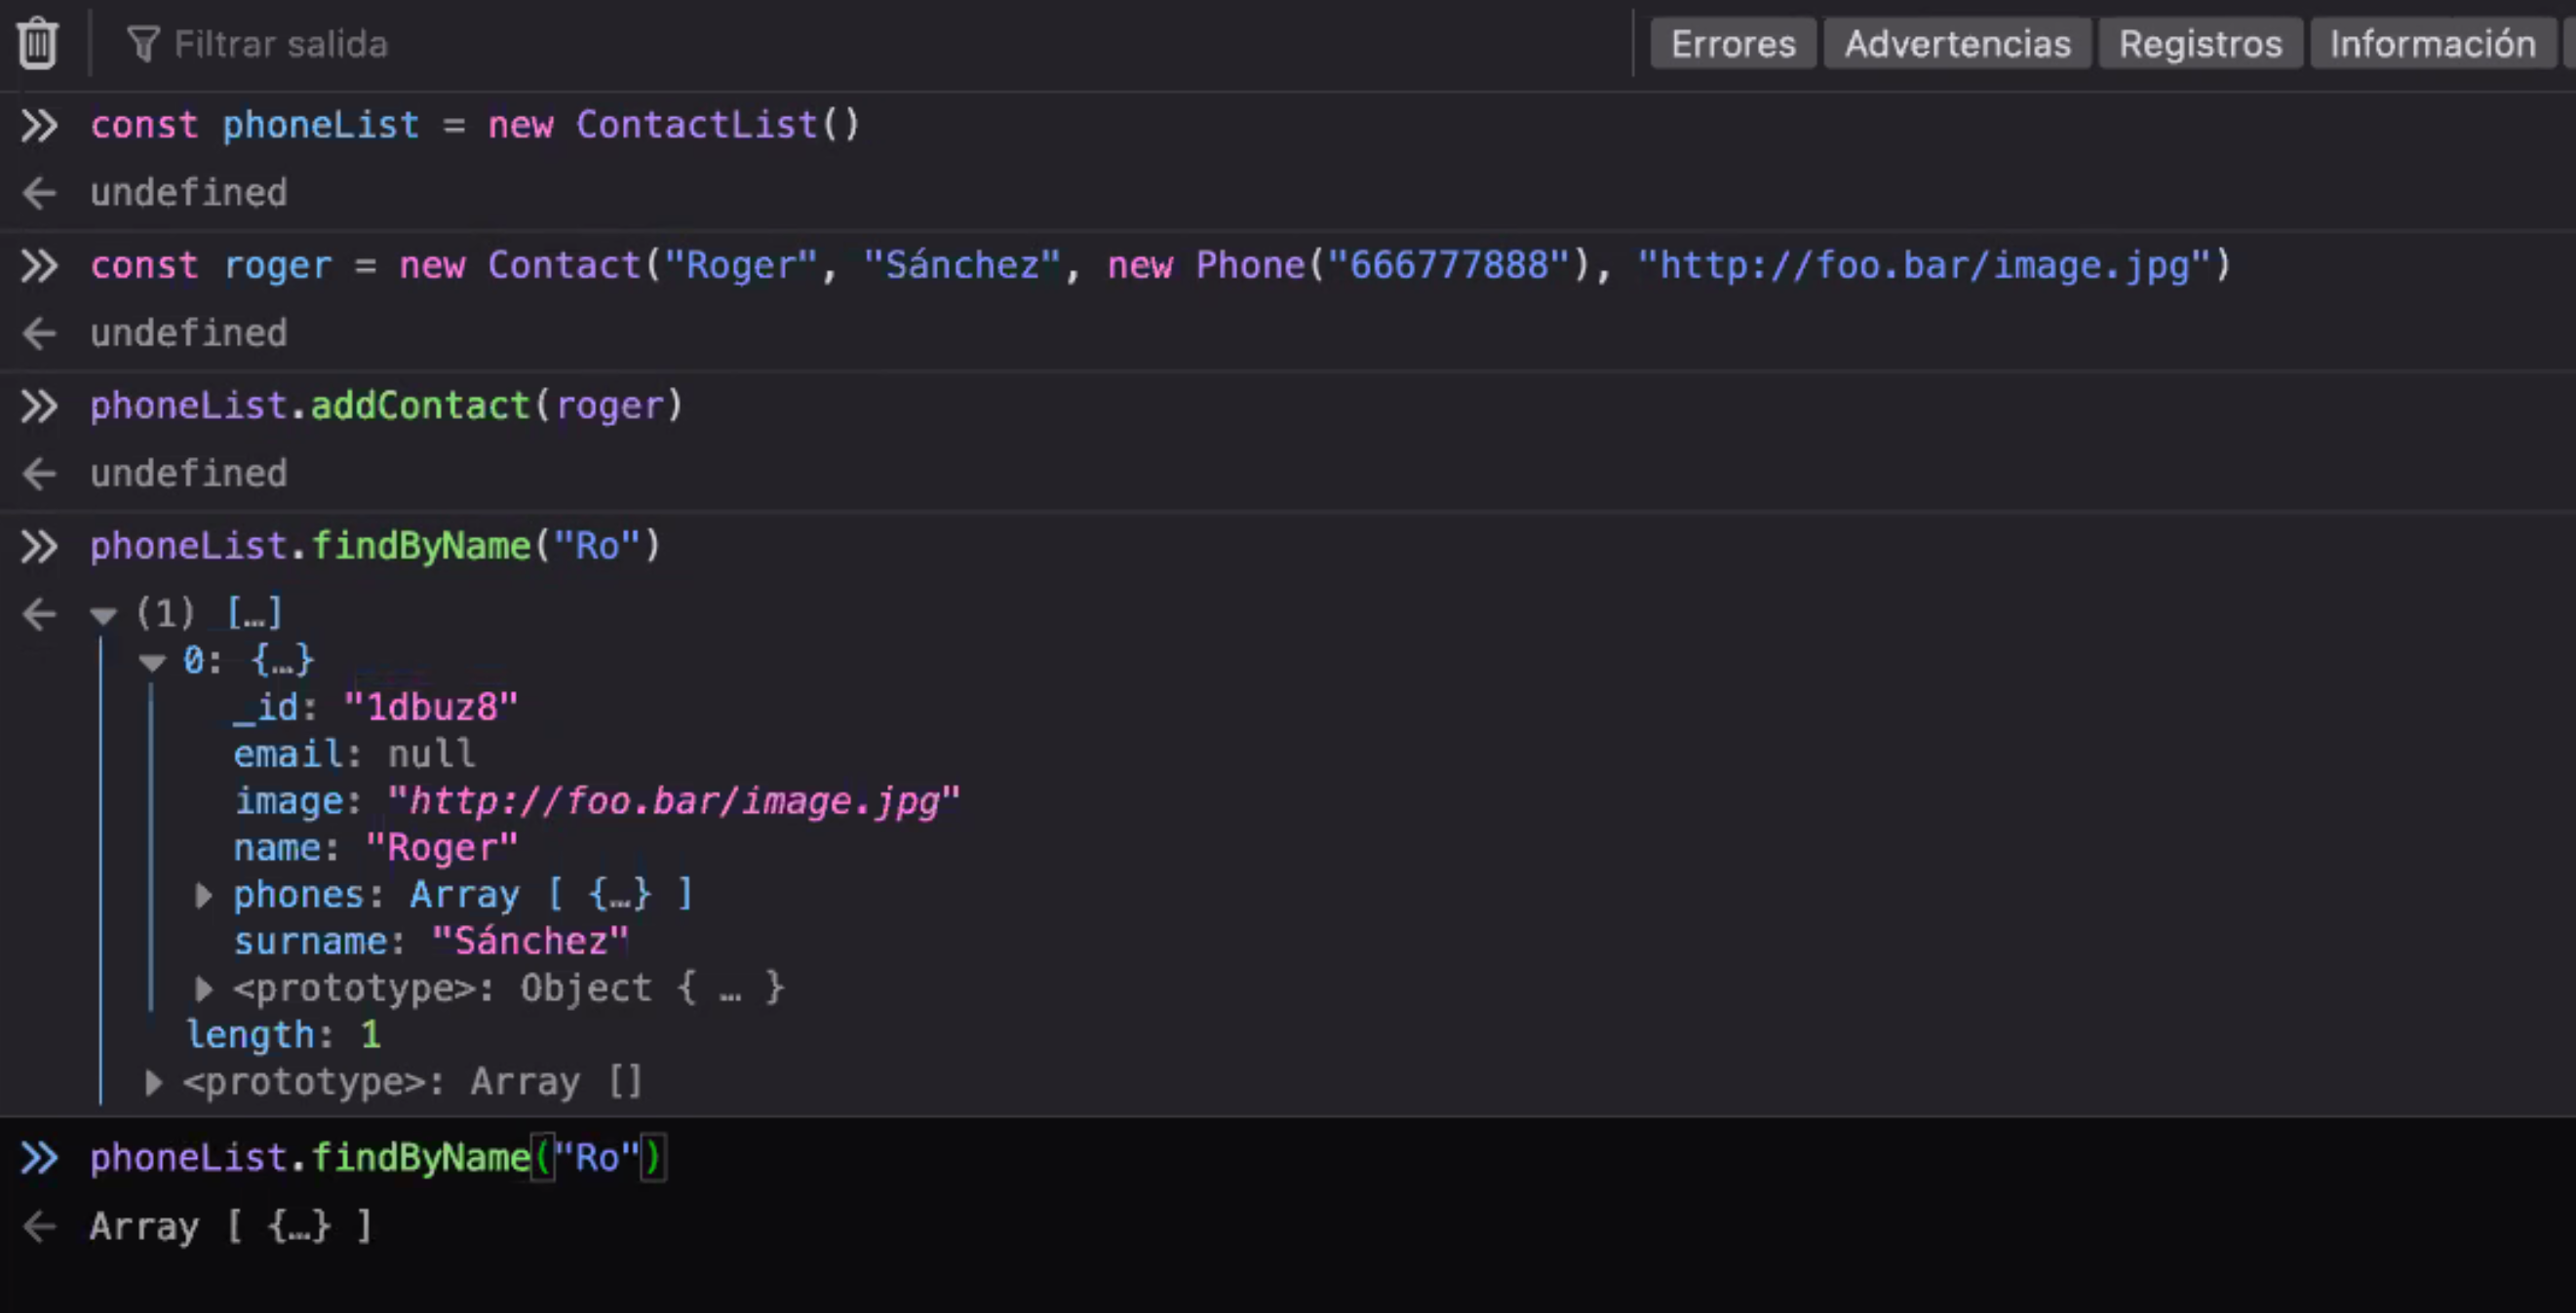 Filtrar salida Errores Advertencias Registros Información
>> const phoneList = new ContactList()
← undefined
>> const roger = new Contact("Roger", "Sánchez", new Phone("666777888"), "http://foo.bar/image.jpg")
← undefined
>> phoneList.addContact(roger)
← undefined
>> phoneList.findByName("Ro")
← ▼ (1) […]
▼ 0: {…}
_id: "1dbuz8"
email: null
image: "http://foo.bar/image.jpg"
name: "Roger"
▶ phones: Array [ {…} ]
surname: "Sánchez"
▶ <prototype>: Object { … }
length: 1
▶ <prototype>: Array []
>> phoneList.findByName("Ro")
← Array [ {…} ]